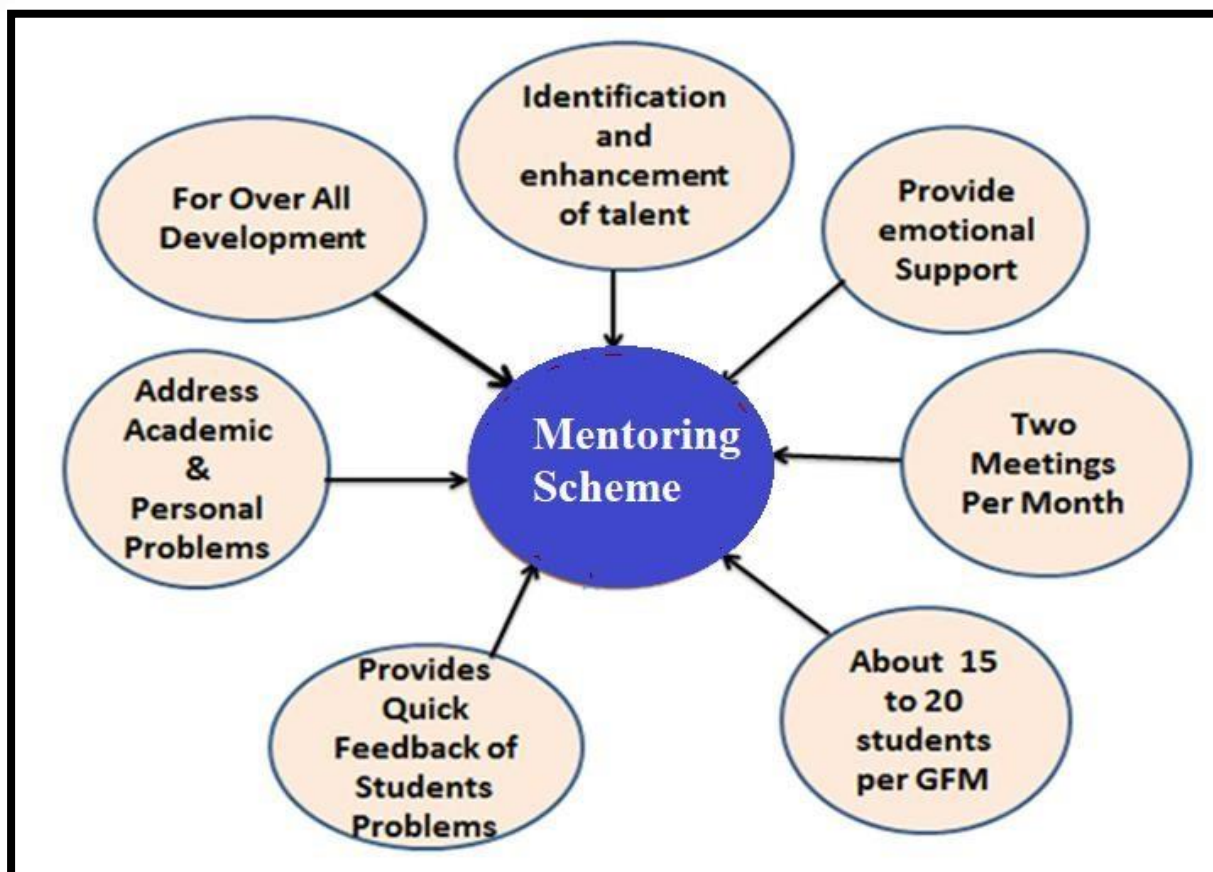 Identification
and
enhancement
of talent
For Over All
Development
Provide
emotional
Support
Address
Academic
&
Personal
Problems
Mentoring
Scheme
Two
Meetings
Per Month
Provides
Quick
Feedback of
Students
Problems
About 15
to 20
students
per GFM